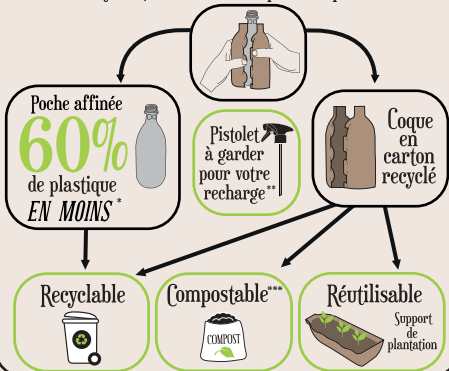 Poche affinée
60%
de plastique
EN MOINS*
Pistolet
à garder
pour votre
recharge**
Coque
en
carton
recyclé
Recyclable
Compostable***
COMPOST
Réutilisable
Support
de
plantation